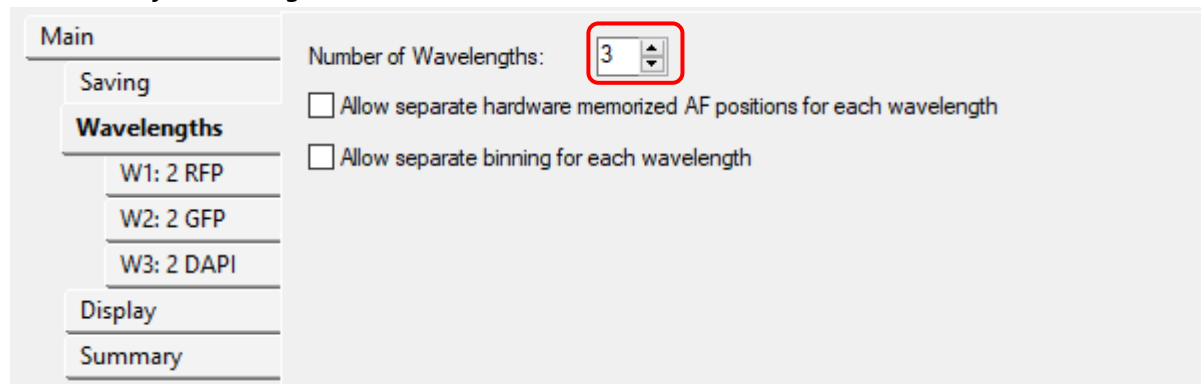 Main
Saving
Wavelengths
W1: 2 RFP
W2: 2 GFP
W3: 2 DAPI
Display
Summary
Number of Wavelengths: 3
Allow separate hardware memorized AF positions for each wavelength
Allow separate binning for each wavelength